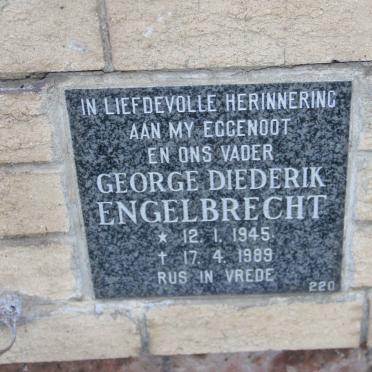 IN LIEFDEVOLLE HERINNERING
AAN MY EGGENOOT
EN ONS VADER
GEORGE DIEDERIK
ENGELBRECHT
★ 12. 1. 1945
† 17. 4. 1989
RUS IN VREDE
220